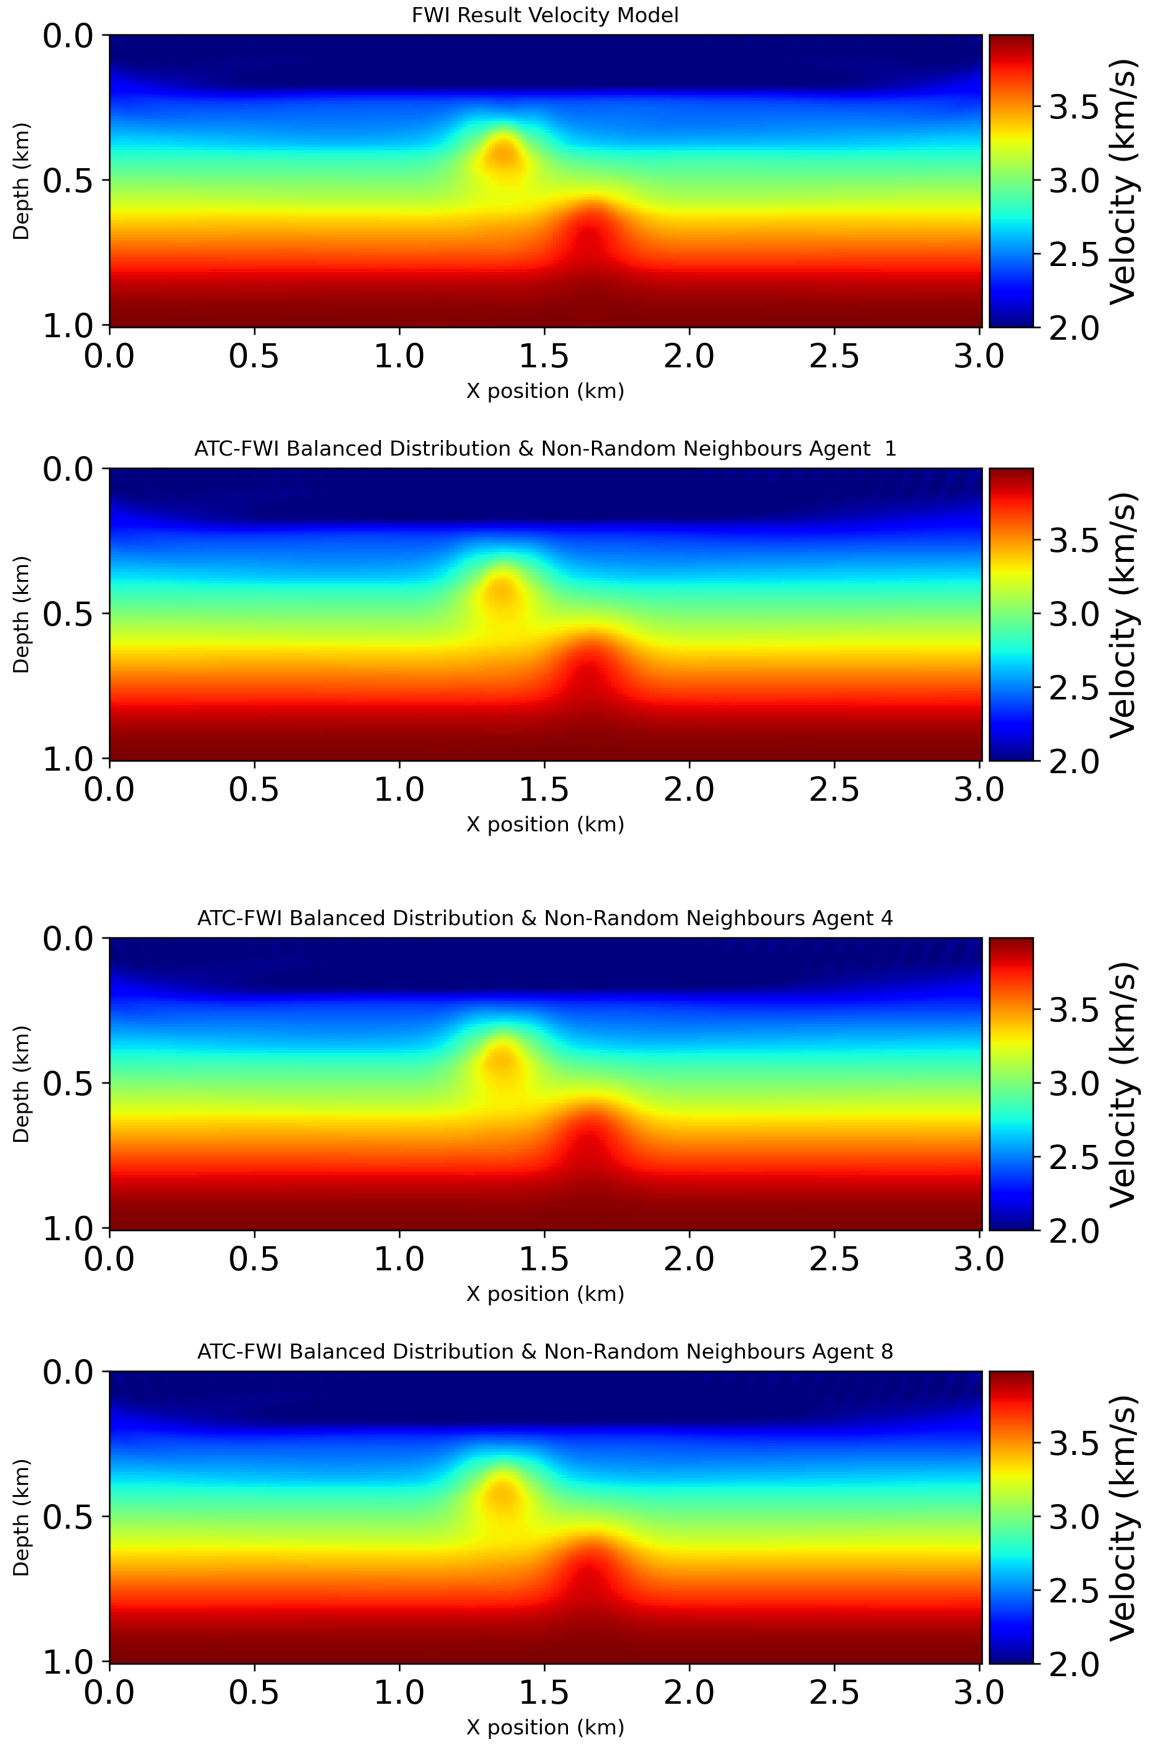 FWI Result Velocity Model
0.0
0.5
1.0
Depth (km)
0.0 0.5 1.0 1.5 2.0 2.5 3.0
X position (km)
3.5
3.0
2.5
2.0
Velocity (km/s)
ATC-FWI Balanced Distribution & Non-Random Neighbours Agent  1
0.0
0.5
1.0
Depth (km)
0.0 0.5 1.0 1.5 2.0 2.5 3.0
X position (km)
3.5
3.0
2.5
2.0
Velocity (km/s)
ATC-FWI Balanced Distribution & Non-Random Neighbours Agent 4
0.0
0.5
1.0
Depth (km)
0.0 0.5 1.0 1.5 2.0 2.5 3.0
X position (km)
3.5
3.0
2.5
2.0
Velocity (km/s)
ATC-FWI Balanced Distribution & Non-Random Neighbours Agent 8
0.0
0.5
1.0
Depth (km)
0.0 0.5 1.0 1.5 2.0 2.5 3.0
X position (km)
3.5
3.0
2.5
2.0
Velocity (km/s)